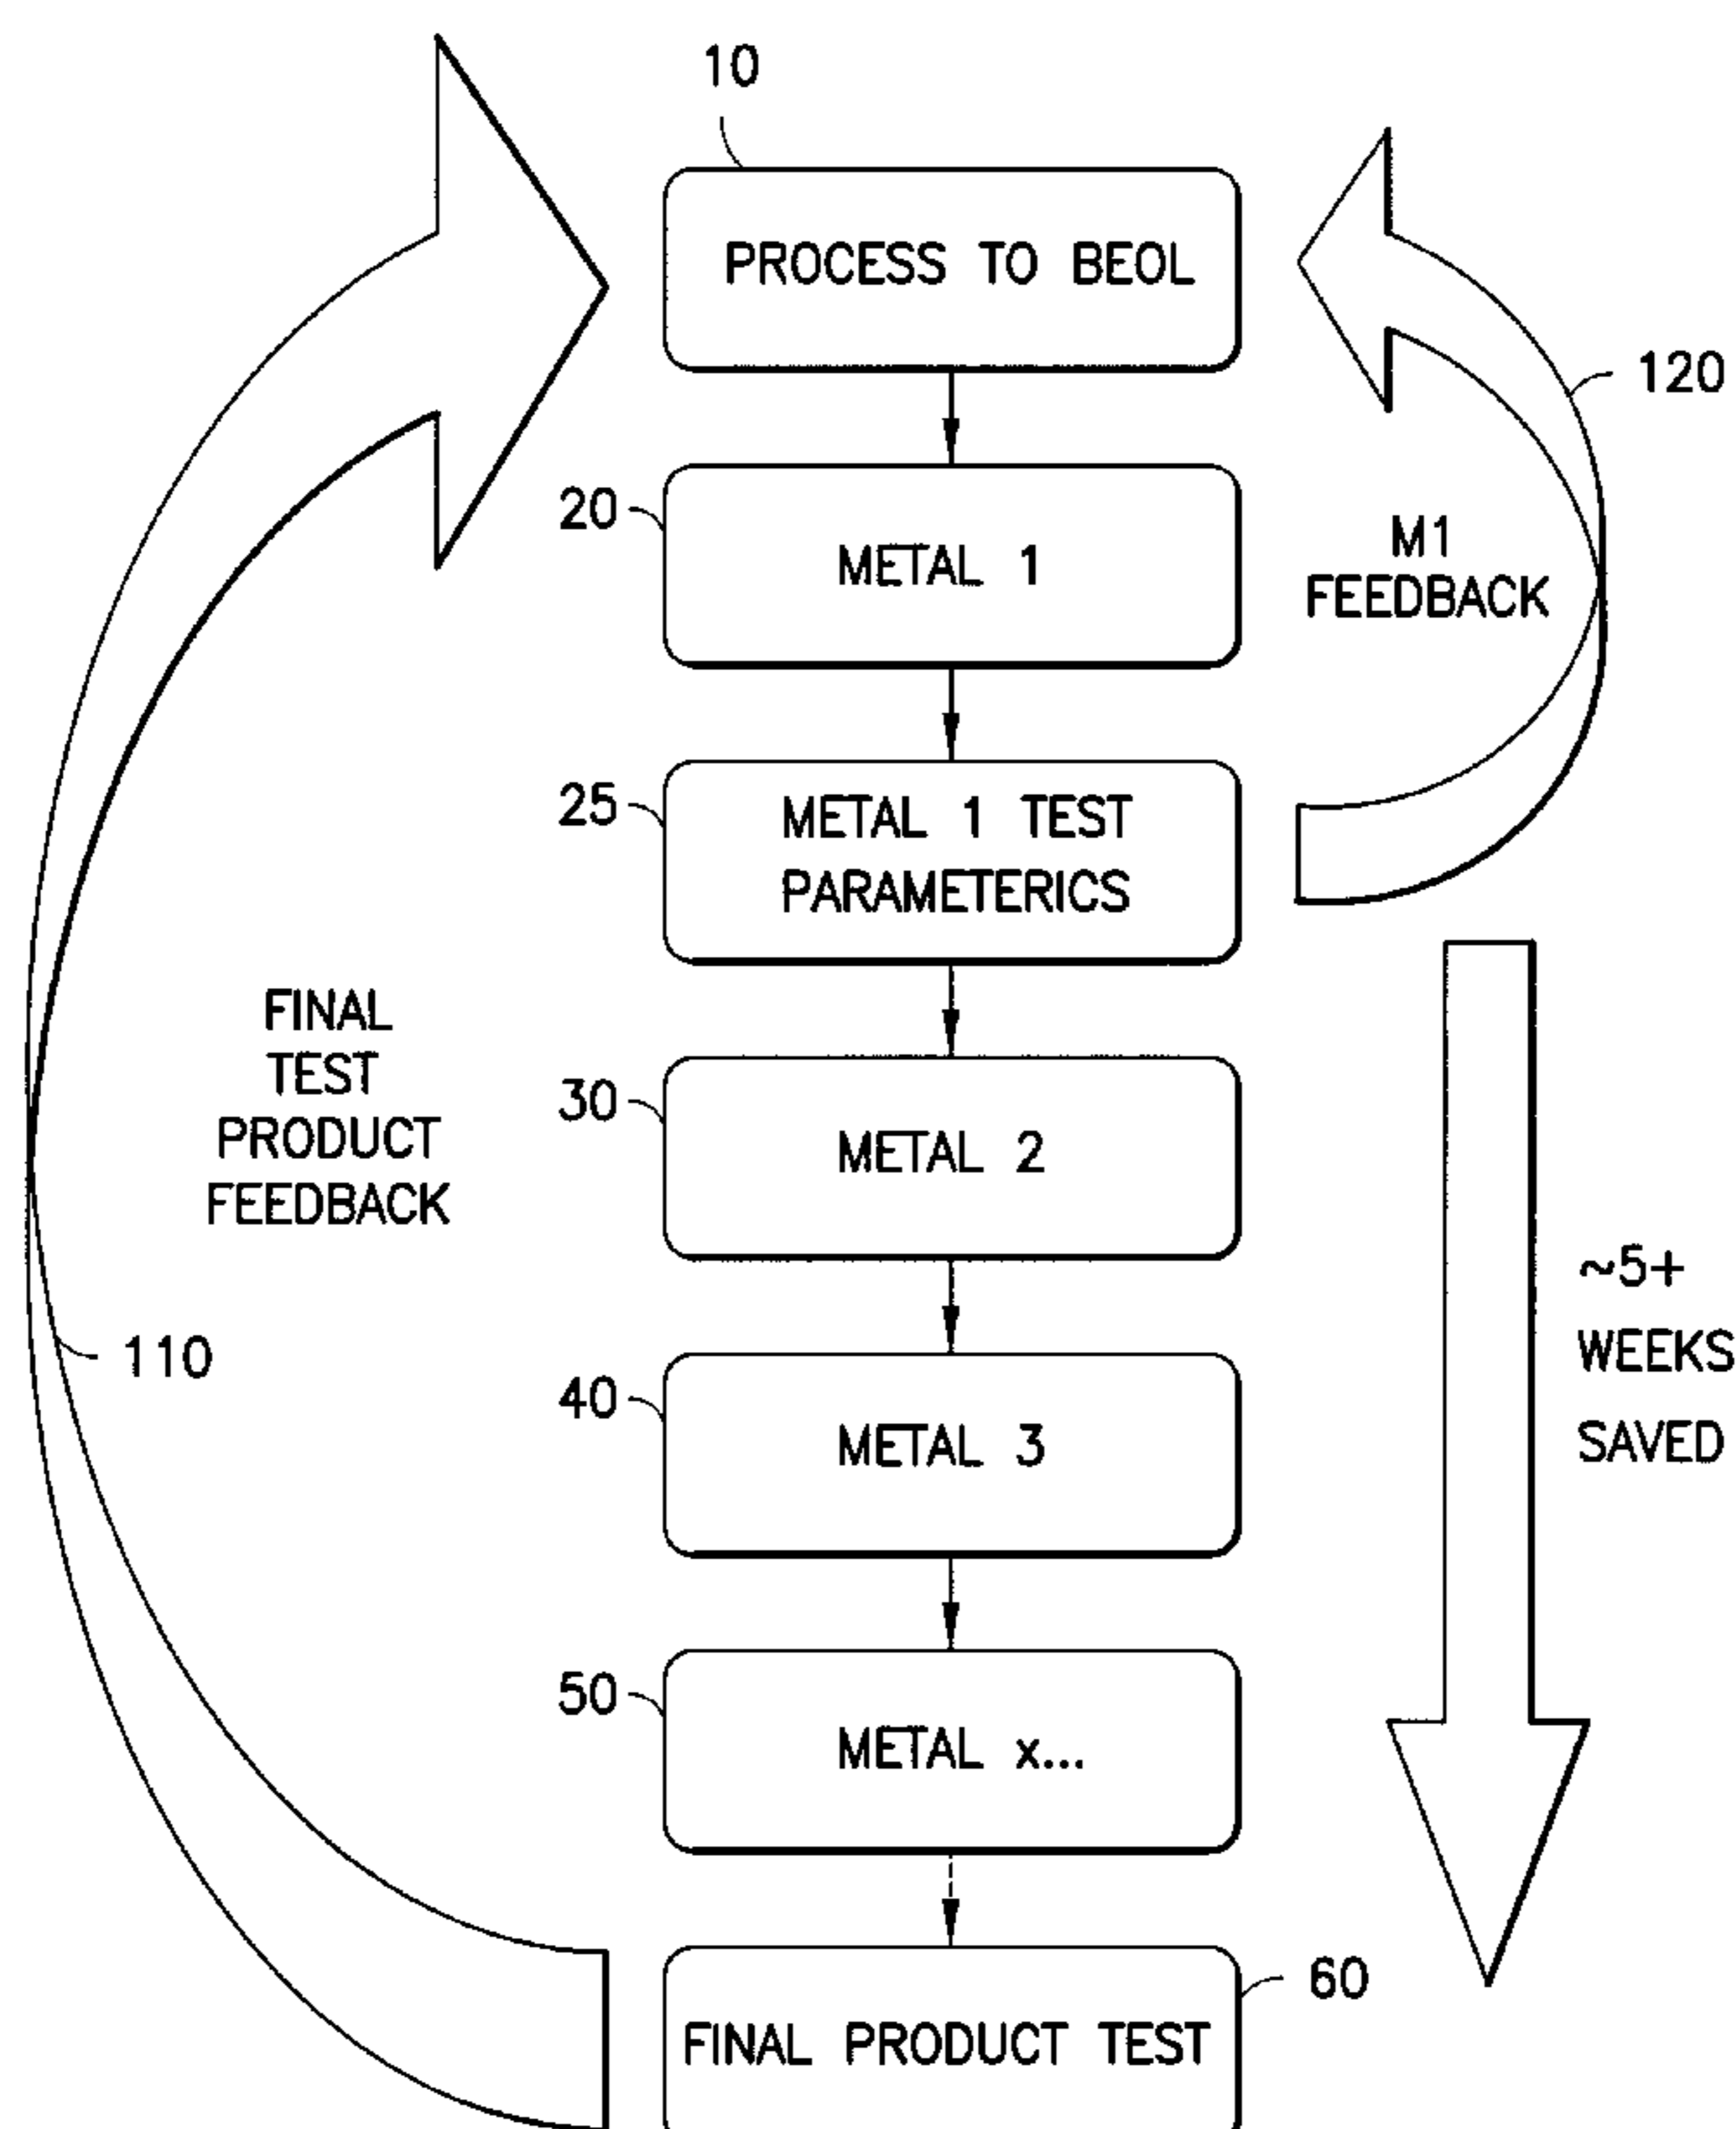 10
PROCESS TO BEOL
120
20
METAL 1
M1
FEEDBACK
25
METAL 1 TEST
PARAMETERICS
FINAL
TEST
PRODUCT
FEEDBACK
30
METAL 2
~5+
WEEKS
SAVED
110
40
METAL 3
50
METAL x...
60
FINAL PRODUCT TEST